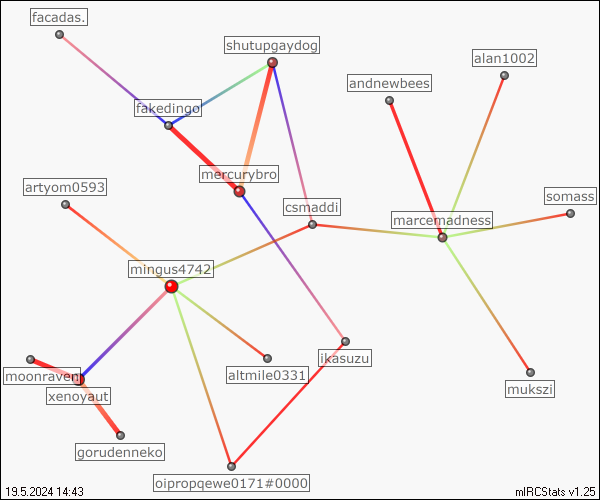 facadas.
shutupgaydog
alan1002
andnewbees
fakedingo
mercurybro
artyom0593
csmaddi
somass
marcemadness
mingus4742
ikasuzu
altmile0331
moonraven
xenoyaut
mukszi
gorudenneko
oipropqewe0171#0000
19.5.2024 14:43
mIRCStats v1.25